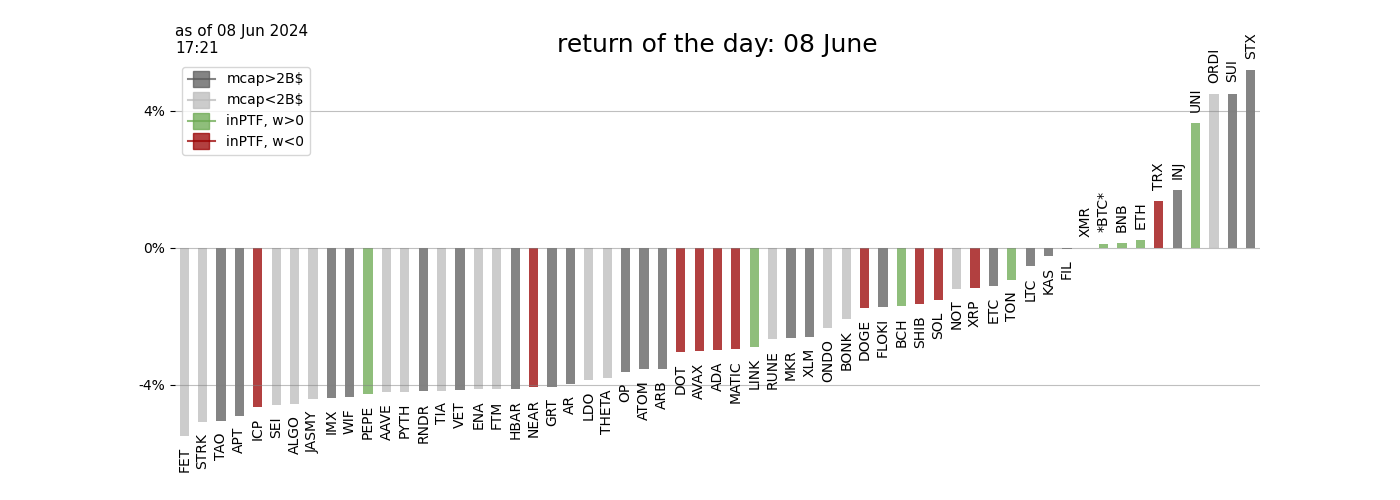 as of 08 Jun 2024
17:21
return of the day: 08 June
mcap>2B$
mcap<2B$
inPTF, w>0
inPTF, w<0
4%
0%
-4%
FET
STRK
TAO
APT
ICP
SEI
ALGO
JASMY
IMX
WIF
PEPE
AAVE
PYTH
RNDR
TIA
VET
ENA
FTM
HBAR
NEAR
GRT
AR
LDO
THETA
OP
ATOM
ARB
DOT
AVAX
ADA
MATIC
LINK
RUNE
MKR
XLM
ONDO
BONK
DOGE
FLOKI
BCH
SHIB
SOL
NOT
XRP
ETC
TON
LTC
KAS
FIL
XMR
*BTC*
BNB
ETH
TRX
INJ
UNI
ORDI
SUI
STX